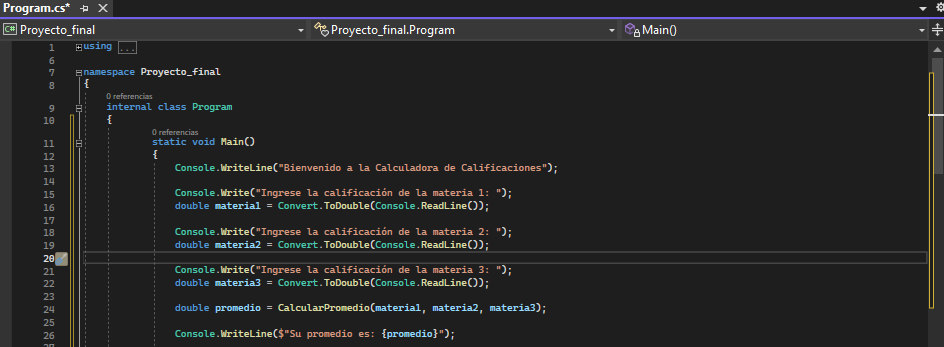 Program.cs*
Proyecto_final Proyecto_final.Program Main()
1 using ...
6
7 namespace Proyecto_final
8 {
0 referencias
9 internal class Program
10 {
0 referencias
11 static void Main()
12 {
13 Console.WriteLine("Bienvenido a la Calculadora de Calificaciones");
14
15 Console.Write("Ingrese la calificación de la materia 1: ");
16 double materia1 = Convert.ToDouble(Console.ReadLine());
17
18 Console.Write("Ingrese la calificación de la materia 2: ");
19 double materia2 = Convert.ToDouble(Console.ReadLine());
20
21 Console.Write("Ingrese la calificación de la materia 3: ");
22 double materia3 = Convert.ToDouble(Console.ReadLine());
23
24 double promedio = CalcularPromedio(materia1, materia2, materia3);
25
26 Console.WriteLine($"Su promedio es: {promedio}");